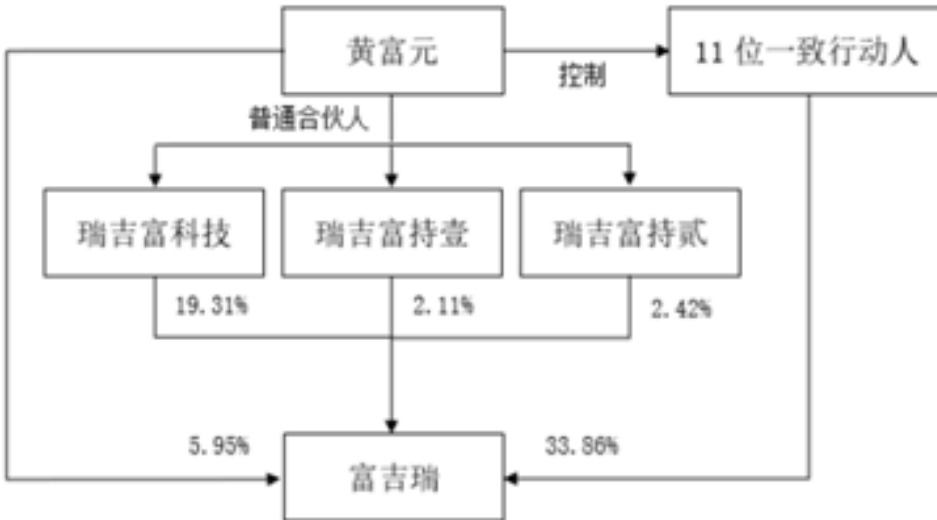 黄富元
11 位一致行动人
控制
普通合伙人
瑞吉富科技
瑞吉富持壹
瑞吉富持贰
19.31%
2.11%
2.42%
5.95%
33.86%
富吉瑞